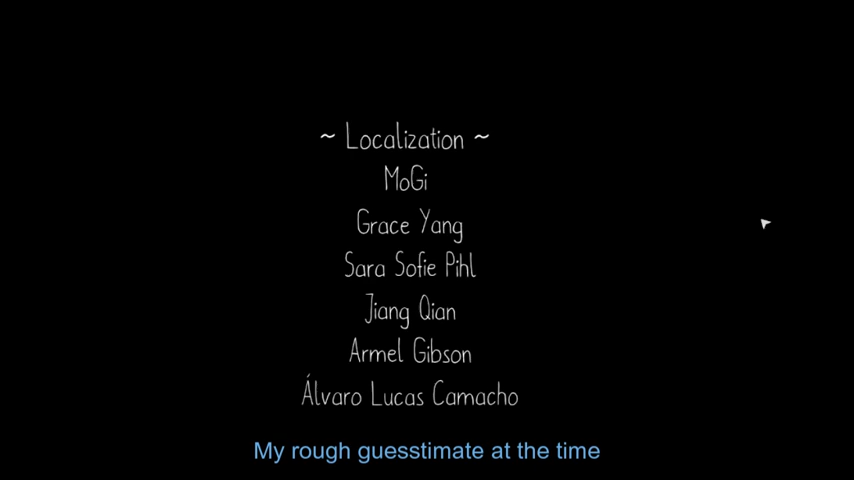 ~ Localization ~
MoGi
Grace Yang
Sara Sofie Pihl
Jiang Qian
Armel Gibson
Álvaro Lucas Camacho
My rough guesstimate at the time